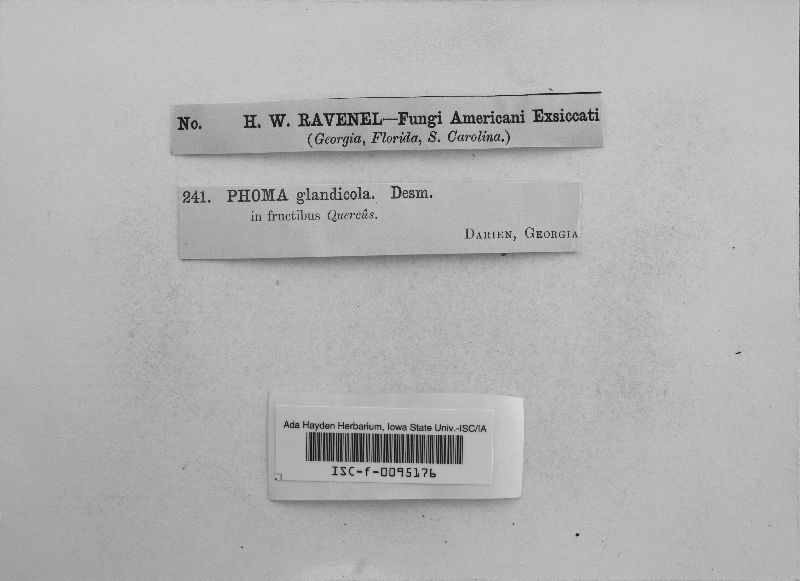 No. H. W. RAVENEL—Fungi Americani Exsiccati
(Georgia, Florida, S. Carolina.)
241. PHOMA glandicola. Desm.
in fructibus Quercûs.
DARIEN, GEORGIA
Ada Hayden Herbarium, Iowa State Univ.-ISC/IA
ISC-f-0095176